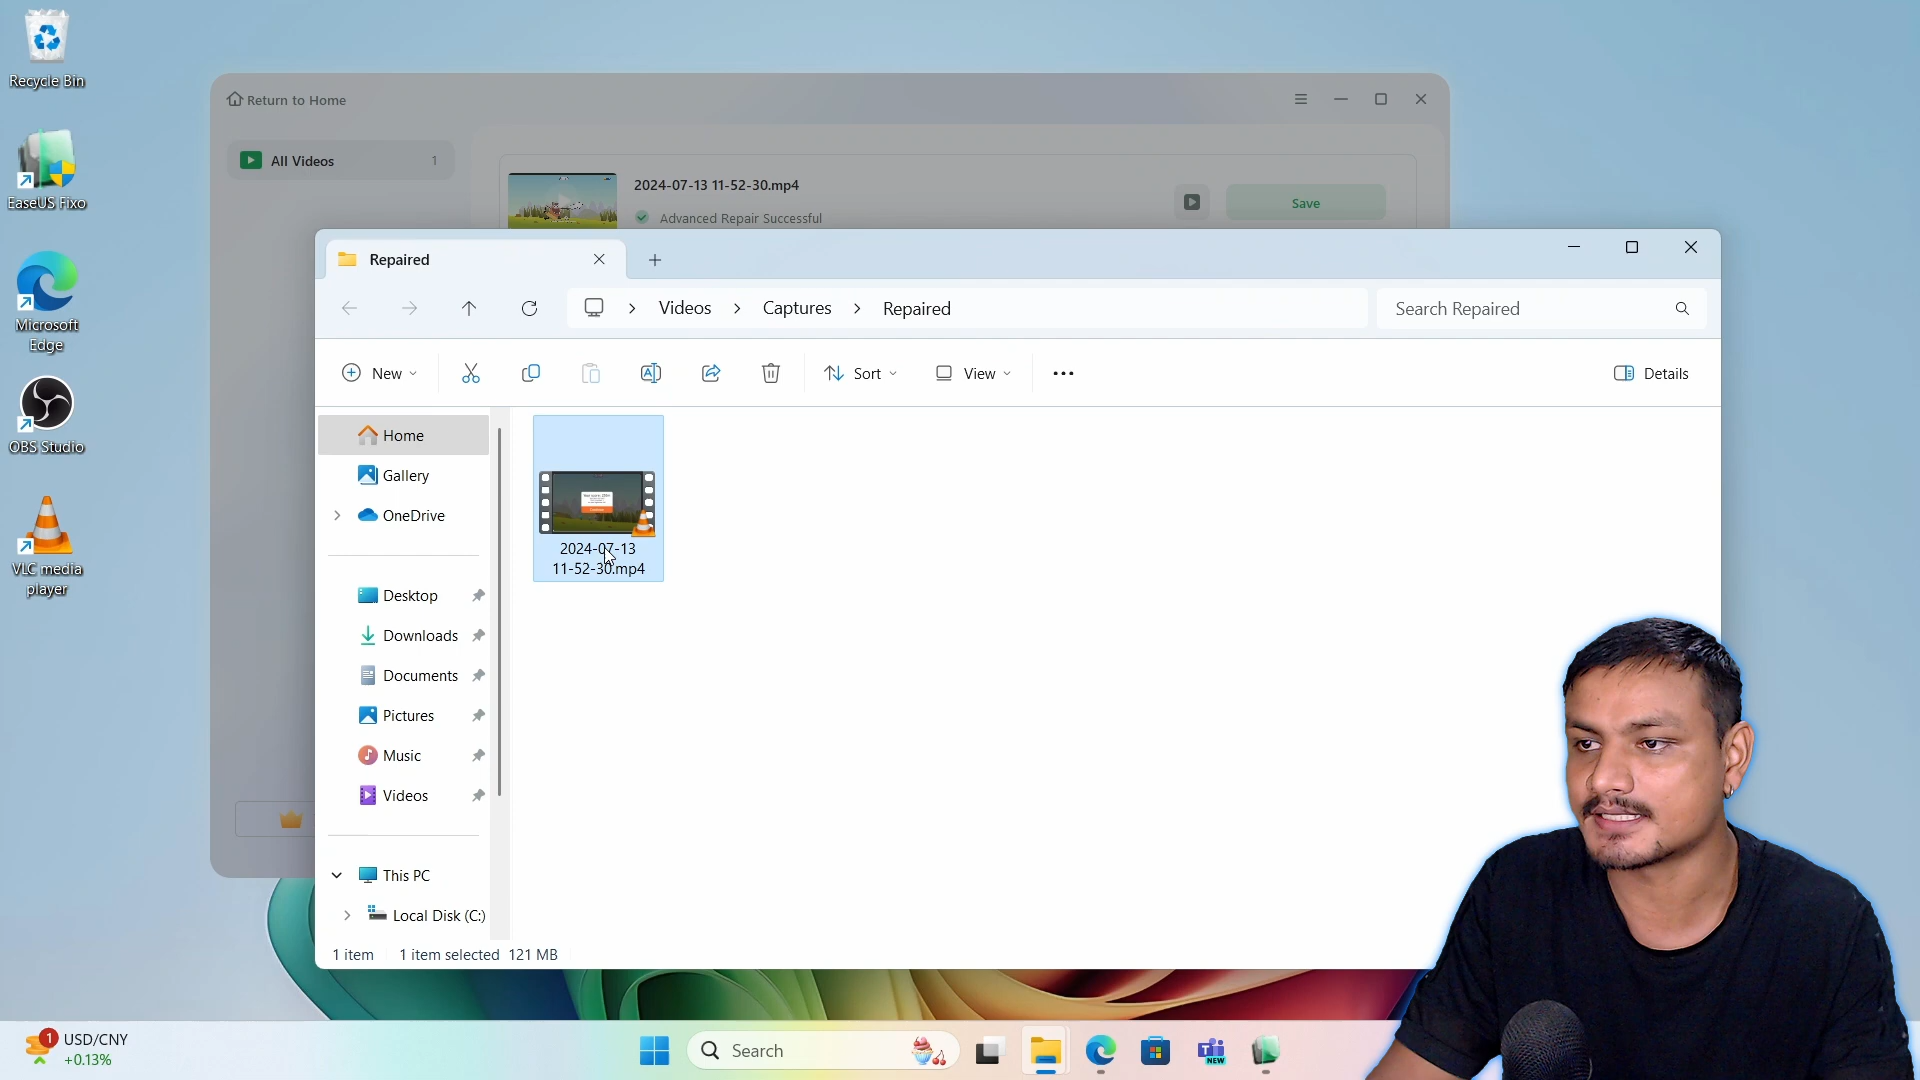 Recycle Bin
EaseUS Fixo
Microsoft
Edge
OBS Studio
VLC media
player
Return to Home
All Videos 1
2024-07-13 11-52-30.mp4
Advanced Repair Successful
Save
Repaired
Videos > Captures > Repaired
Search Repaired
New
Sort
View
Details
Home
Gallery
OneDrive
Desktop
Downloads
Documents
Pictures
Music
Videos
This PC
Local Disk (C:)
2024-07-13
11-52-30.mp4
1 item
1 item selected 121 MB
1
USD/CNY
+0.13%
Search
NEW